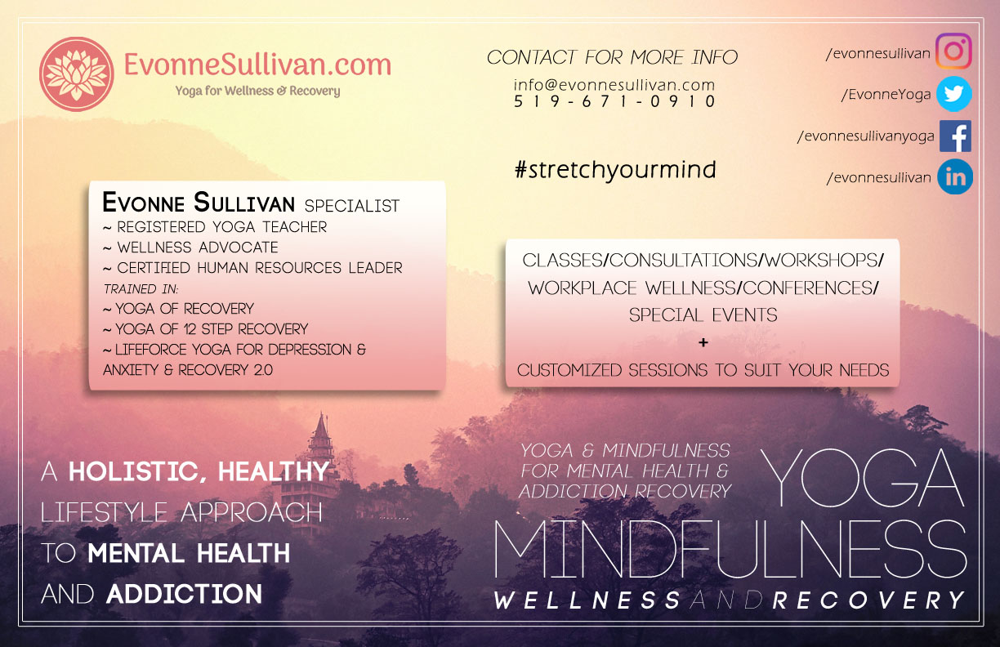 EvonneSullivan.com
Yoga for Wellness & Recovery
CONTACT FOR MORE INFO
info@evonnesullivan.com
519-671-0910
#stretchyourmind
/evonnesullivan
/EvonneYoga
/evonnesullivanyoga
/evonnesullivan
EVONNE SULLIVAN SPECIALIST
~ REGISTERED YOGA TEACHER
~ WELLNESS ADVOCATE
~ CERTIFIED HUMAN RESOURCES LEADER
TRAINED IN:
~ YOGA OF RECOVERY
~ YOGA OF 12 STEP RECOVERY
~ LIFEFORCE YOGA FOR DEPRESSION &
ANXIETY & RECOVERY 2.0
CLASSES/CONSULTATIONS/WORKSHOPS/
WORKPLACE WELLNESS/CONFERENCES/
SPECIAL EVENTS
+
CUSTOMIZED SESSIONS TO SUIT YOUR NEEDS
A HOLISTIC, HEALTHY
LIFESTYLE APPROACH
TO MENTAL HEALTH
AND ADDICTION
YOGA & MINDFULNESS
FOR MENTAL HEALTH &
ADDICTION RECOVERY
YOGA
MINDFULNESS
WELLNESS AND RECOVERY